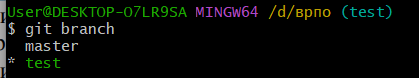 User@DESKTOP-O7LR9SA MINGW64 /d/врпо (test)
$ git branch
  master
* test